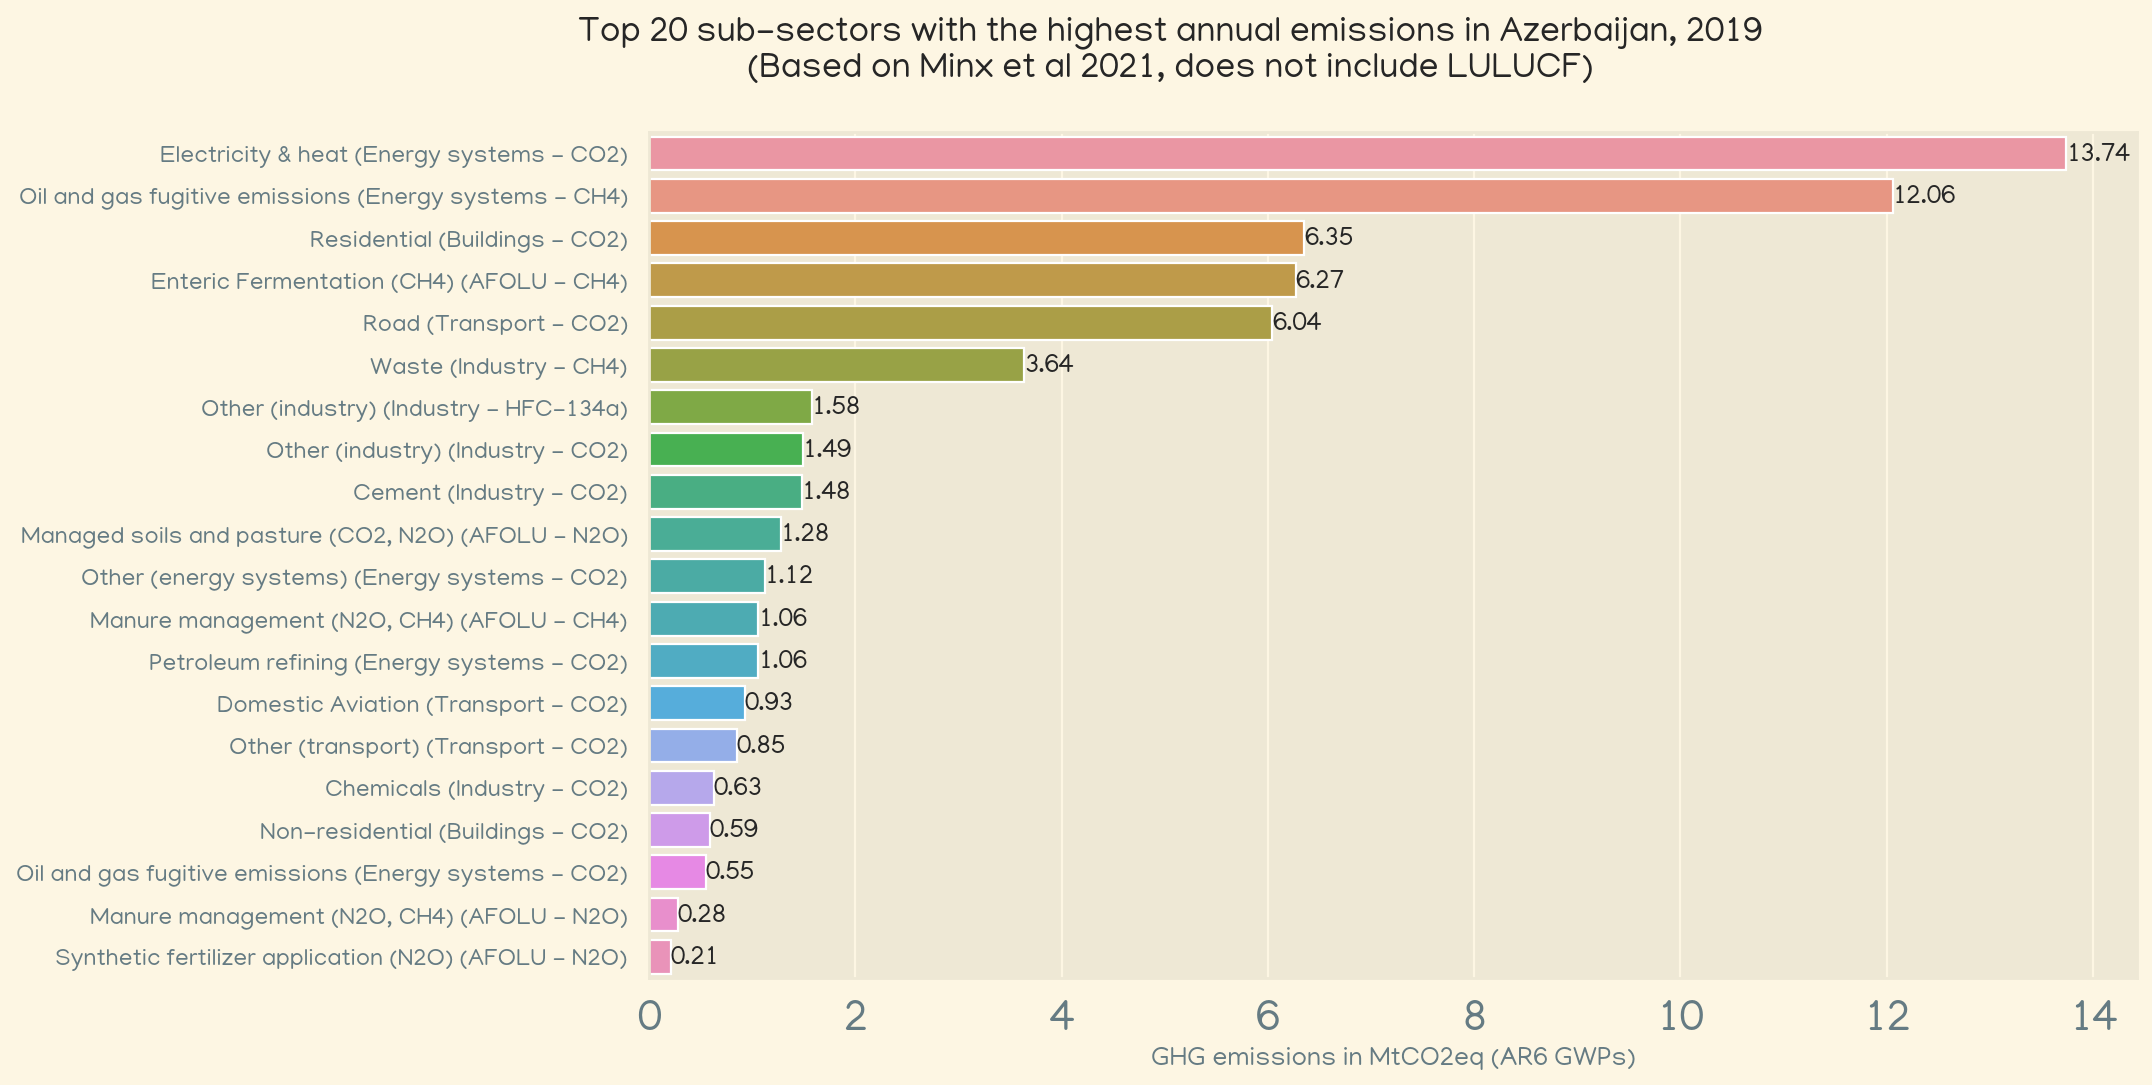 Top 20 sub-sectors with the highest annual emissions in Azerbaijan, 2019
(Based on Minx et al 2021, does not include LULUCF)
Electricity & heat (Energy systems - CO2) 13.74
Oil and gas fugitive emissions (Energy systems - CH4) 12.06
Residential (Buildings - CO2) 6.35
Enteric Fermentation (CH4) (AFOLU - CH4) 6.27
Road (Transport - CO2) 6.04
Waste (Industry - CH4) 3.64
Other (industry) (Industry - HFC-134a) 1.58
Other (industry) (Industry - CO2) 1.49
Cement (Industry - CO2) 1.48
Managed soils and pasture (CO2, N2O) (AFOLU - N2O) 1.28
Other (energy systems) (Energy systems - CO2) 1.12
Manure management (N2O, CH4) (AFOLU - CH4) 1.06
Petroleum refining (Energy systems - CO2) 1.06
Domestic Aviation (Transport - CO2) 0.93
Other (transport) (Transport - CO2) 0.85
Chemicals (Industry - CO2) 0.63
Non-residential (Buildings - CO2) 0.59
Oil and gas fugitive emissions (Energy systems - CO2) 0.55
Manure management (N2O, CH4) (AFOLU - N2O) 0.28
Synthetic fertilizer application (N2O) (AFOLU - N2O) 0.21
0 2 4 6 8 10 12 14
GHG emissions in MtCO2eq (AR6 GWPs)